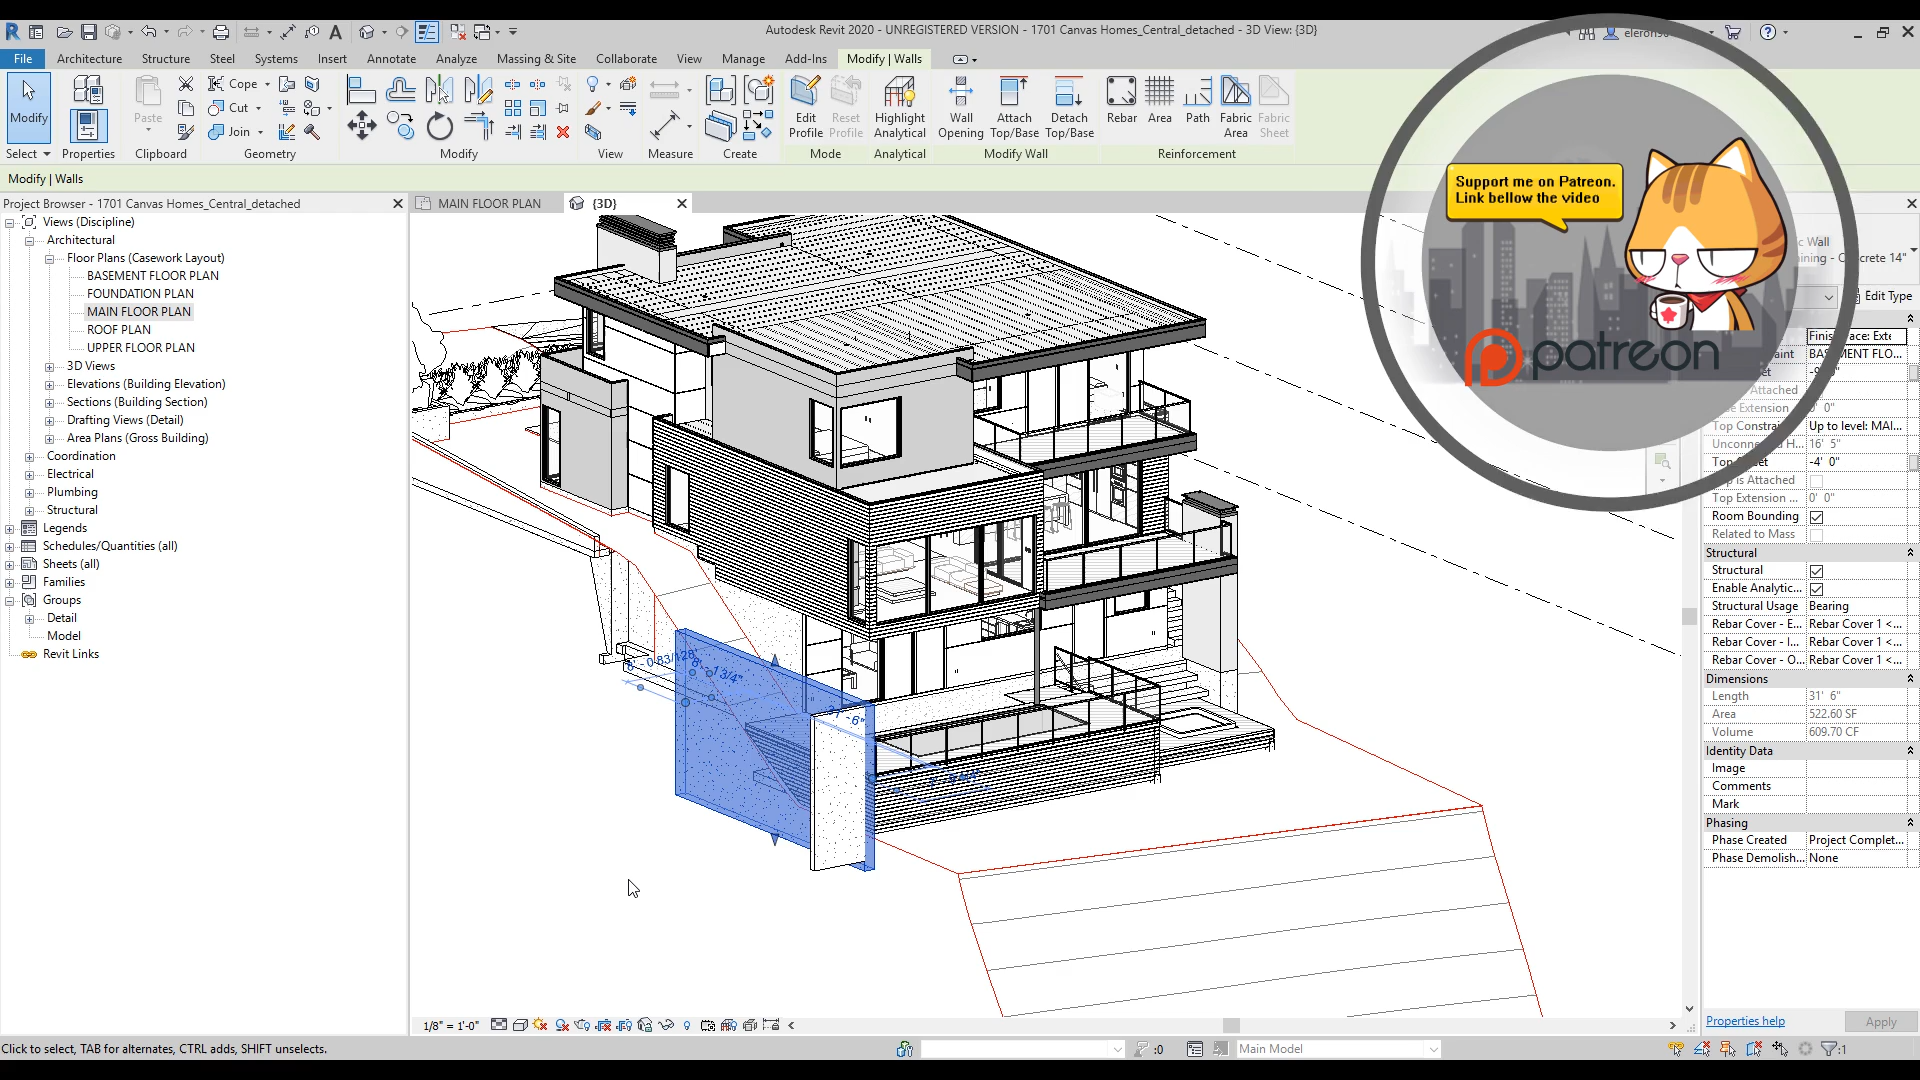 Autodesk Revit 2020 - UNREGISTERED VERSION - 1701 Canvas Homes_Central_detached - 3D View: {3D}
File Architecture Structure Steel Systems Insert Annotate Analyze Massing & Site Collaborate View Manage Add-Ins Modify | Walls
Modify
Paste
Cope
Cut
Join
Edit Profile
Reset Profile
Highlight Analytical
Wall Opening
Attach Top/Base
Detach Top/Base
Rebar
Area
Path
Fabric Area
Fabric Sheet
Select Properties Clipboard Geometry Modify View Measure Create Mode Analytical Modify Wall Reinforcement
Modify | Walls
Project Browser - 1701 Canvas Homes_Central_detached
MAIN FLOOR PLAN
{3D}
Views (Discipline)
Architectural
Floor Plans (Casework Layout)
BASEMENT FLOOR PLAN
FOUNDATION PLAN
MAIN FLOOR PLAN
ROOF PLAN
UPPER FLOOR PLAN
3D Views
Elevations (Building Elevation)
Sections (Building Section)
Drafting Views (Detail)
Area Plans (Gross Building)
Coordination
Electrical
Plumbing
Structural
Legends
Schedules/Quantities (all)
Sheets (all)
Families
Groups
Detail
Model
Revit Links
Support me on Patreon.
Link bellow the video
patreon
Edit Type
BASEMENT FLO...
Top Constrai... Up to level: MAI...
16' 5"
-4' 0"
Top Extension ... 0' 0"
Room Bounding
Related to Mass
Structural
Structural
Enable Analytic...
Structural Usage Bearing
Rebar Cover - E... Rebar Cover 1 <...
Rebar Cover - I... Rebar Cover 1 <...
Rebar Cover - O... Rebar Cover 1 <...
Dimensions
Length 31' 6"
Area 522.60 SF
Volume 609.70 CF
Identity Data
Image
Comments
Mark
Phasing
Phase Created Project Complet...
Phase Demolish... None
Properties help
Apply
1/8" = 1'-0"
Click to select, TAB for alternates, CTRL adds, SHIFT unselects.
:0
Main Model
:1